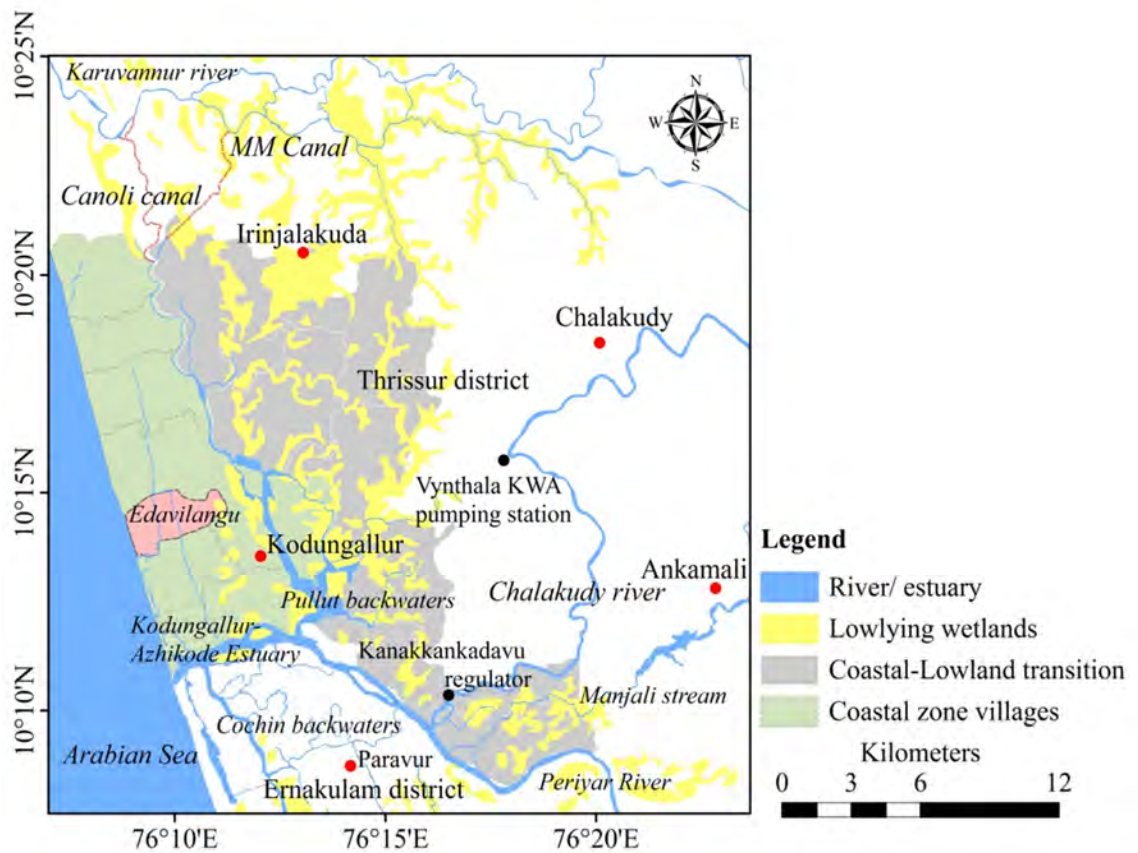 10°25'N
Karuvannur river
N
W
E
S
MM Canal
Canoli canal
Irinjalakuda
10°20'N
Chalakudy
Thrissur district
10°15'N
Vynthala KWA
pumping station
Edavilangu
Kodungallur
Ankamali
Chalakudy river
Pullut backwaters
Kodungallur-
Azhikode Estuary
Kanakkankadavu
regulator
10°10'N
Manjali stream
Cochin backwaters
Arabian Sea
Paravur
Ernakulam district
Periyar River
76°10'E
76°15'E
76°20'E
Legend
River/ estuary
Lowlying wetlands
Coastal-Lowland transition
Coastal zone villages
Kilometers
0 3 6 12